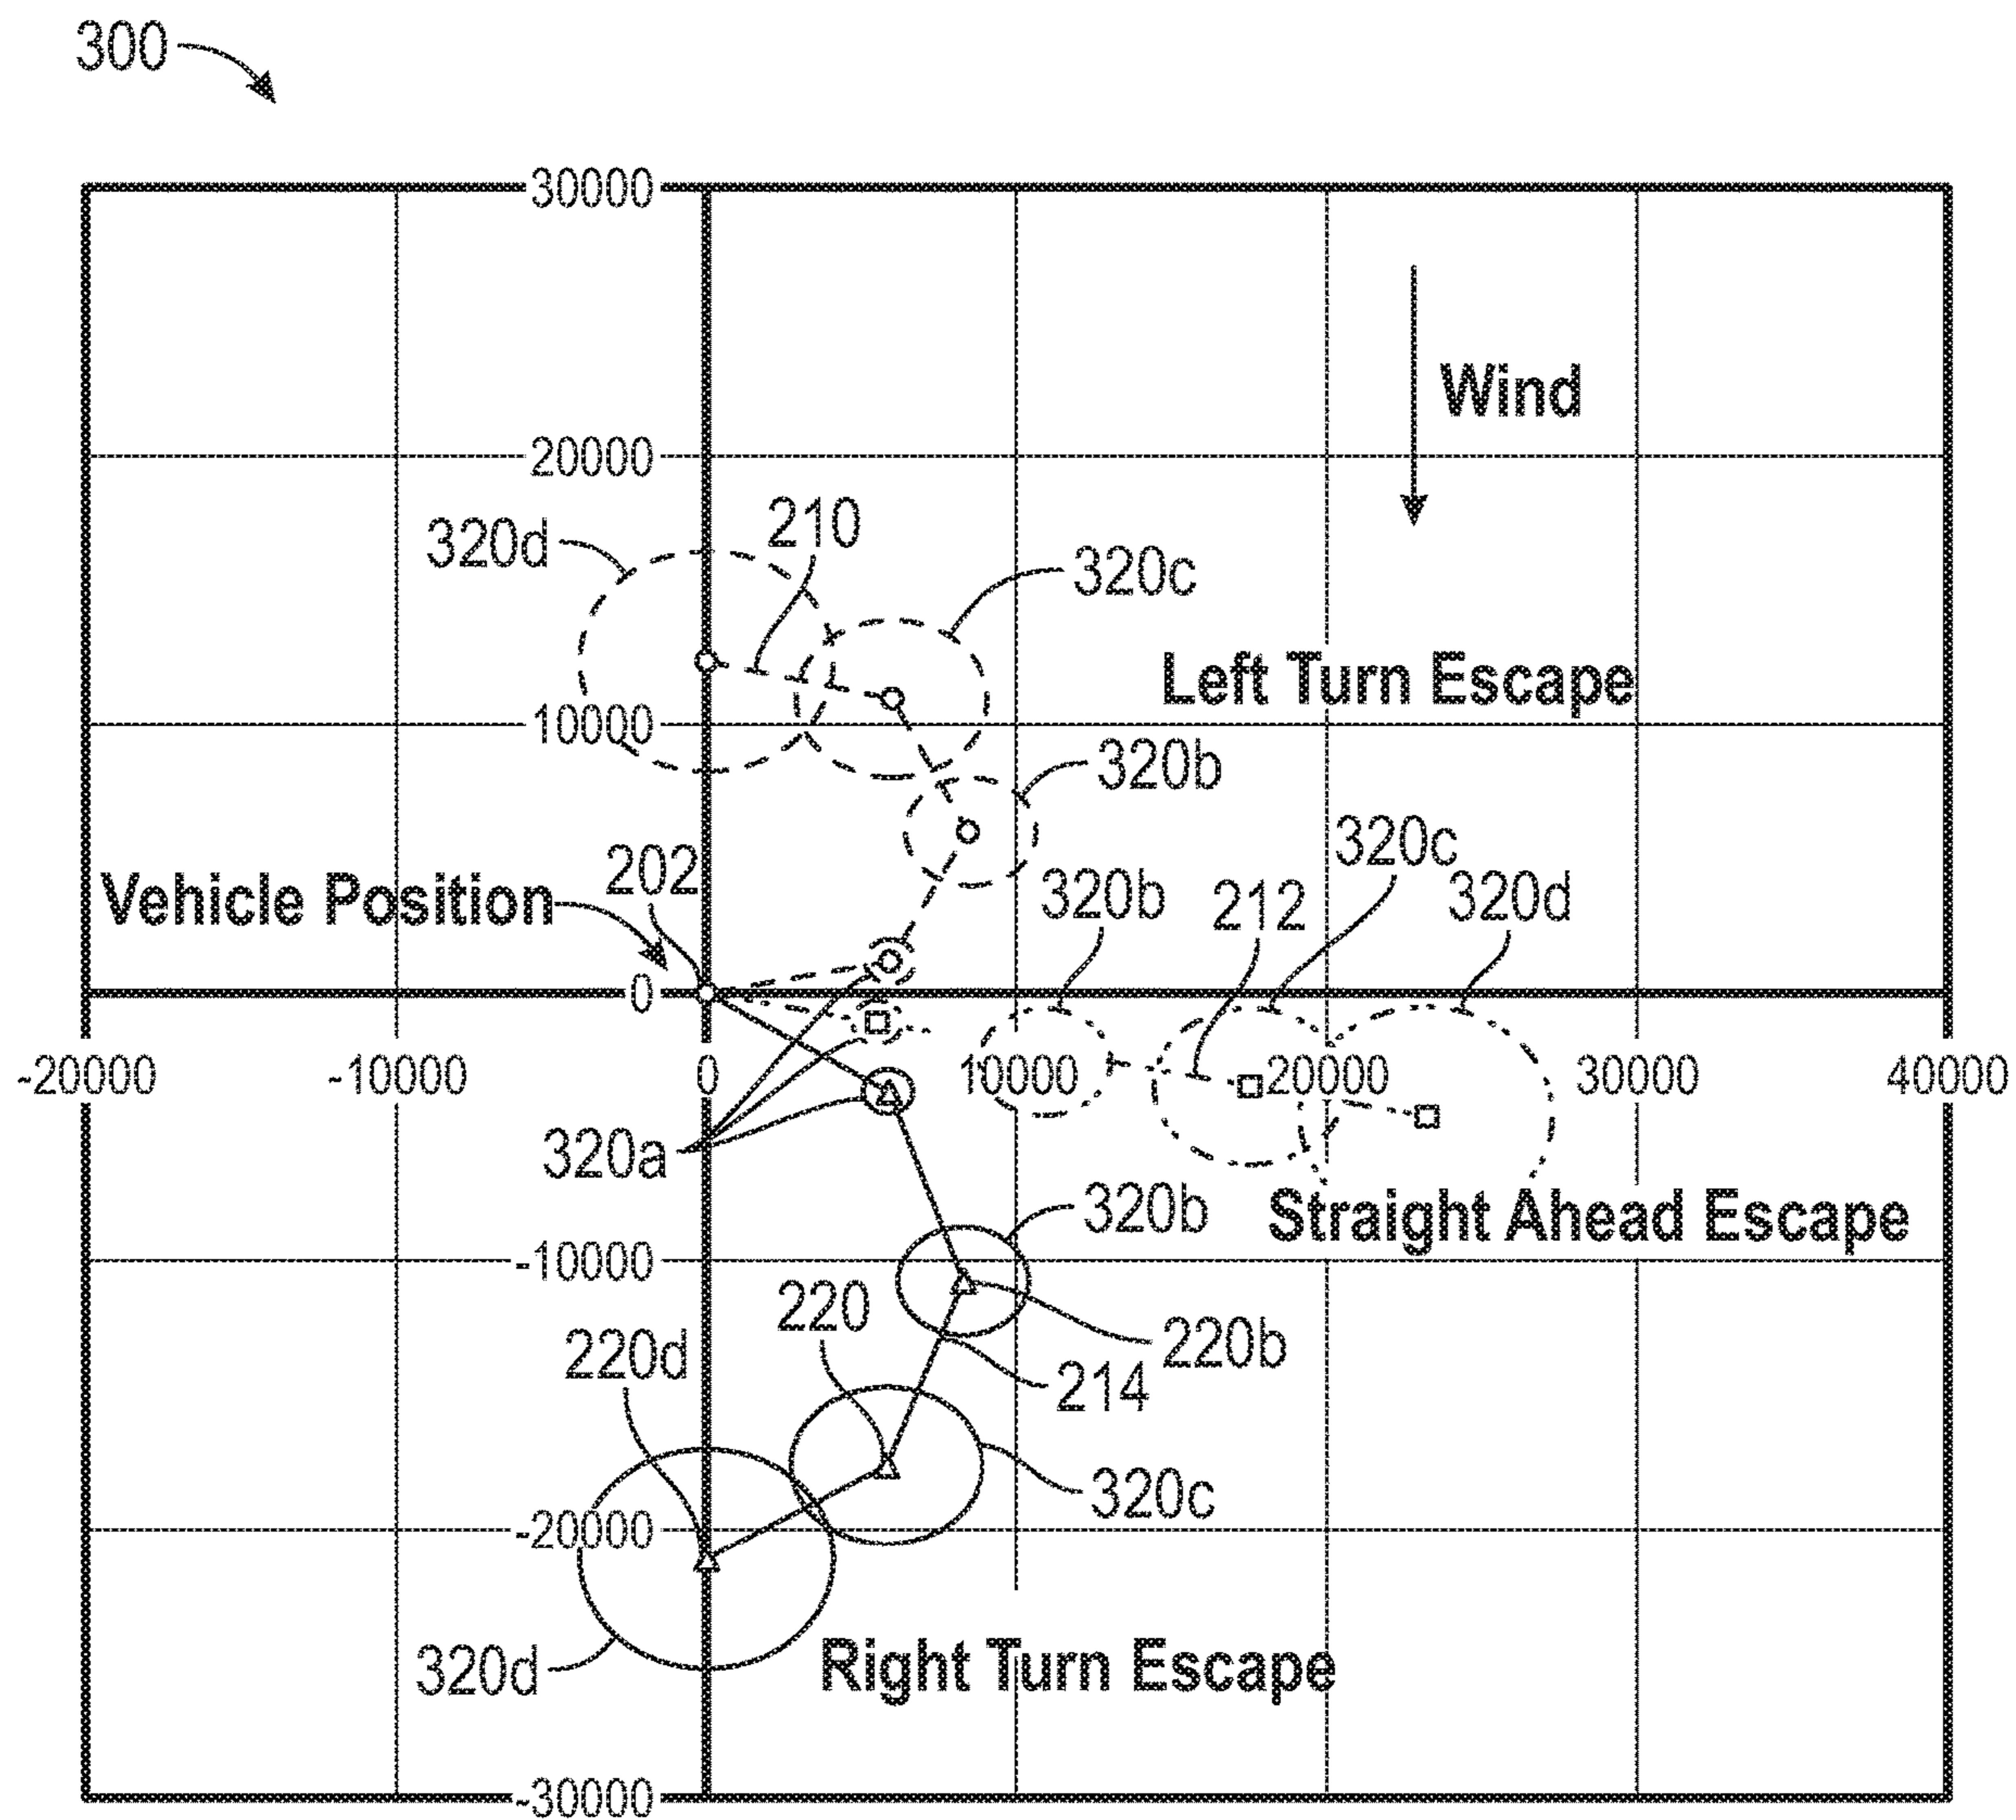 300
30000
Wind
20000
320d
210
320c
Left Turn Escape
10000
320b
320c
202
320b
212
320d
Vehicle Position
0
-20000
-10000
0
10000
20000
30000
40000
320a
320b
Straight Ahead Escape
-10000
220
220b
220d
214
320c
-20000
320d
Right Turn Escape
-30000